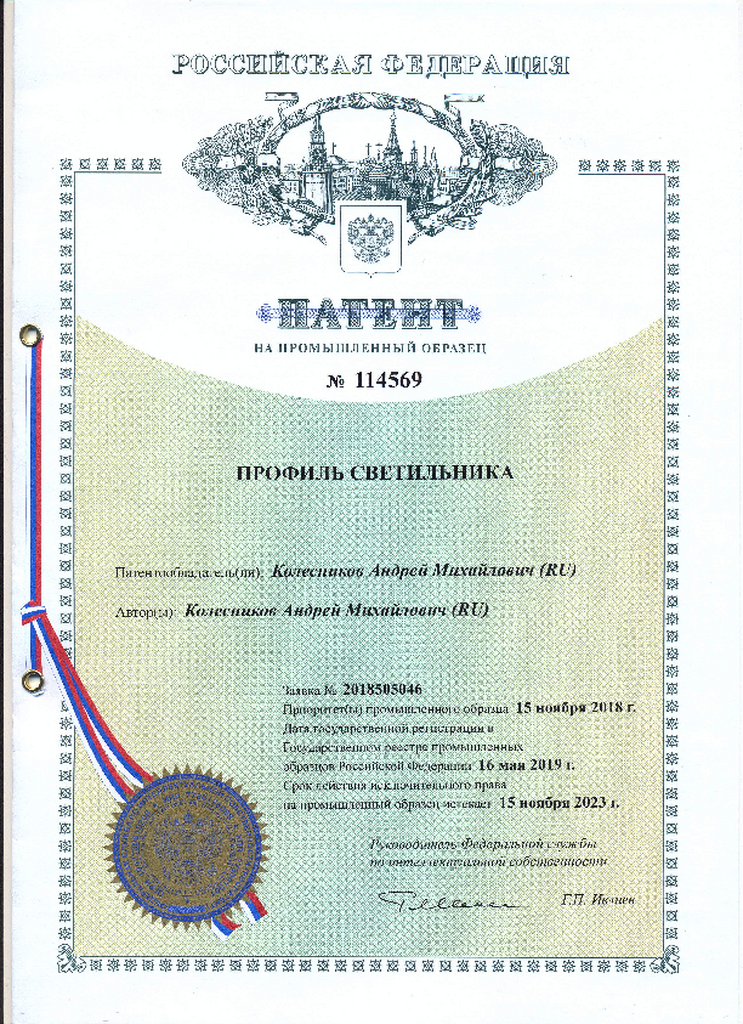 РОССИЙСКАЯ ФЕДЕРАЦИЯ
ПАТЕНТ
НА ПРОМЫШЛЕННЫЙ ОБРАЗЕЦ
№ 114569
ПРОФИЛЬ СВЕТИЛЬНИКА
Патентообладатель(ли): Колесников Андрей Михайлович (RU)
Автор(ы): Колесников Андрей Михайлович (RU)
Заявка № 2018505046
Приоритет(ы) промышленного образца 15 ноября 2018 г.
Дата государственной регистрации в
Государственном реестре промышленных
образцов Российской Федерации 16 мая 2019 г.
Срок действия исключительного права
на промышленный образец истекает 15 ноября 2023 г.
Руководитель Федеральной службы
по интеллектуальной собственности
Г.П. Ивлиев